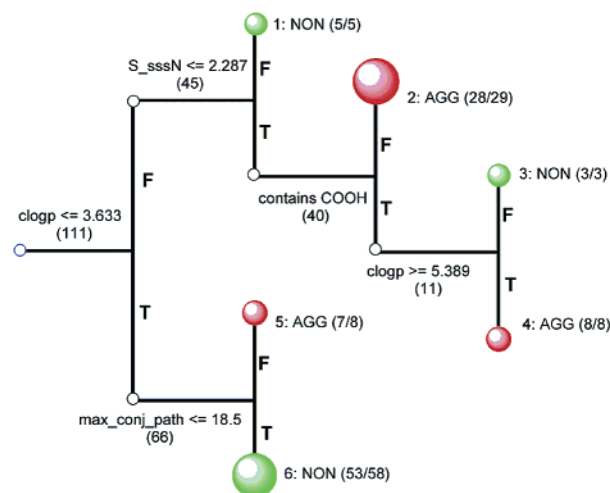 1: NON (5/5)
S_sssN <= 2.287
(45)
F
T
2: AGG (28/29)
F
T
contains COOH
(40)
3: NON (3/3)
F
T
clogp >= 5.389
(11)
4: AGG (8/8)
clogp <= 3.633
(111)
F
T
5: AGG (7/8)
F
T
max_conj_path <= 18.5
(66)
6: NON (53/58)